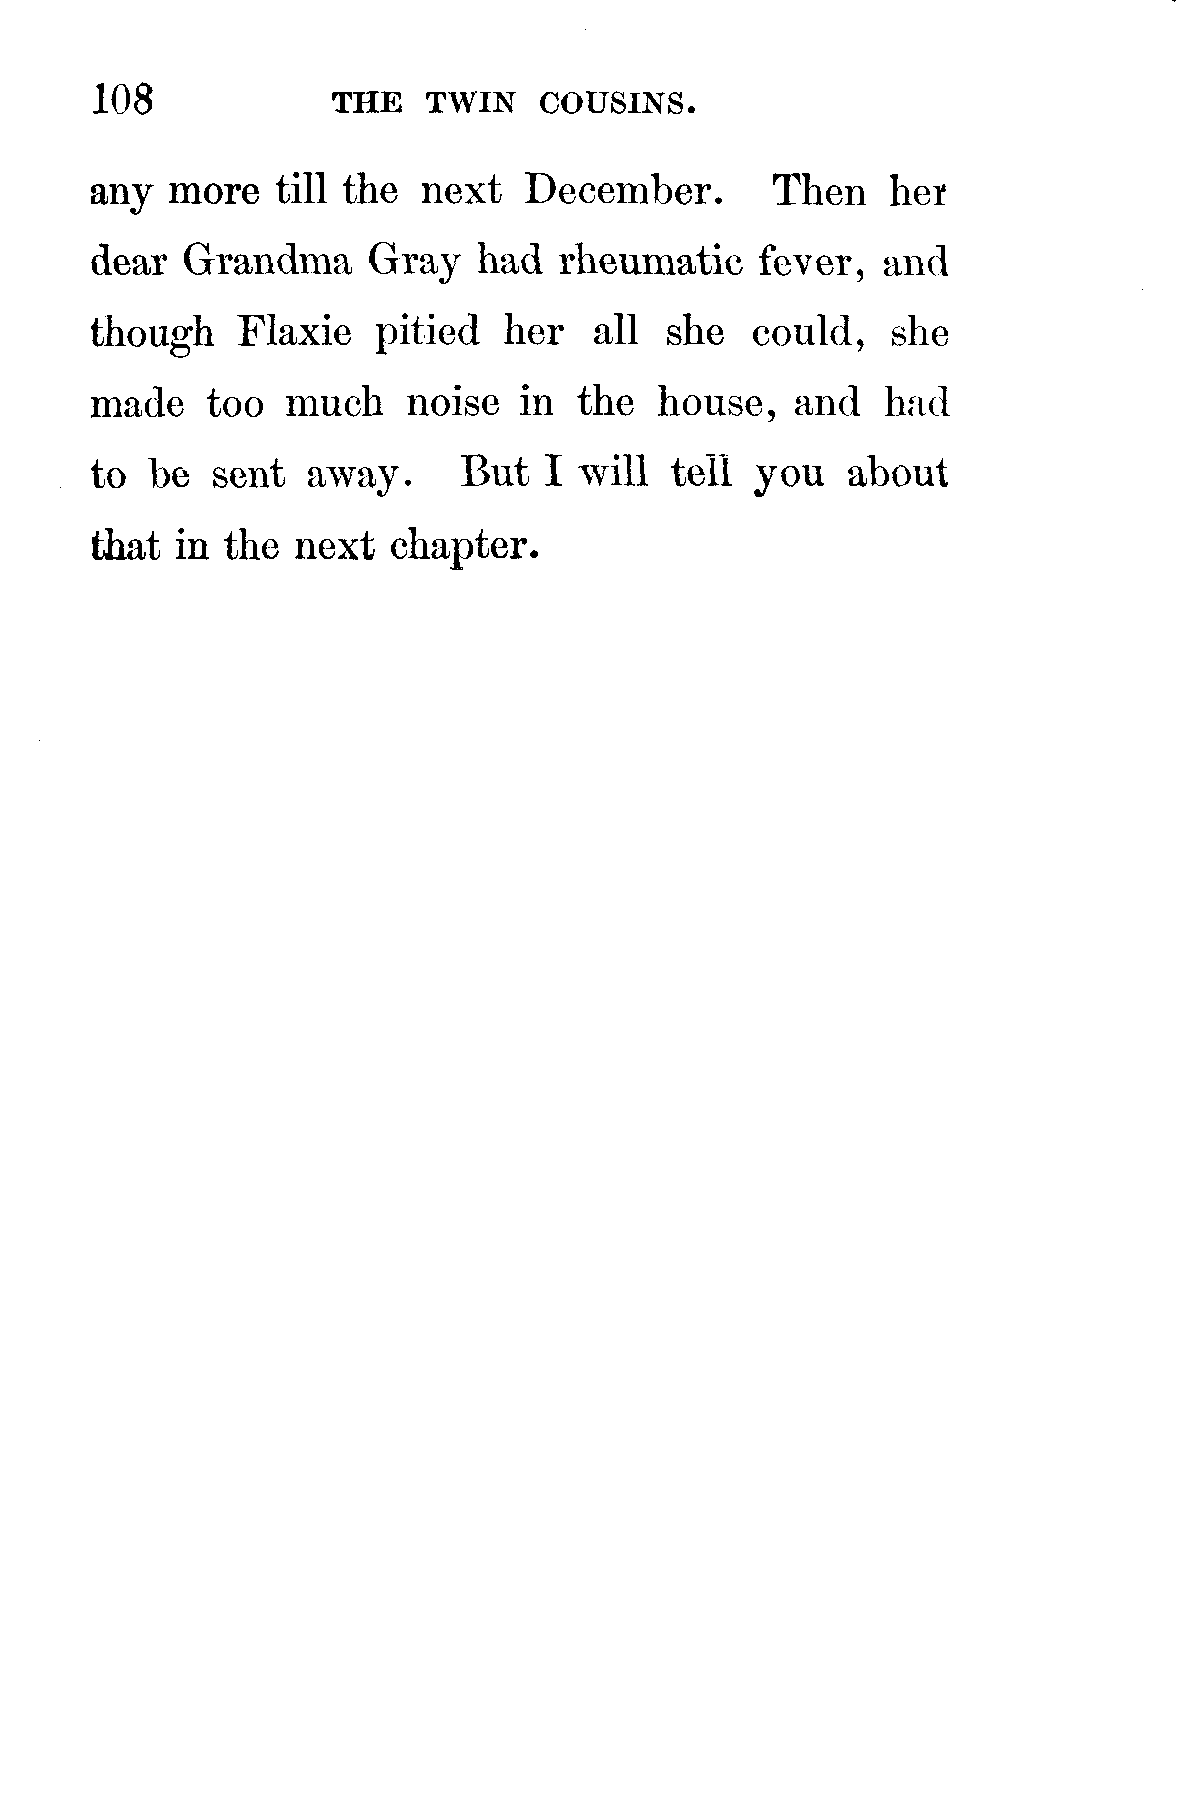 108 THE TWIN COUSINS.
any more till the next December. Then her
dear Grandma Gray had rheumatic fever, and
though Flaxie pitied her all she could, she
made too much noise in the house, and had
to be sent away. But I will tell you about
that in the next chapter.